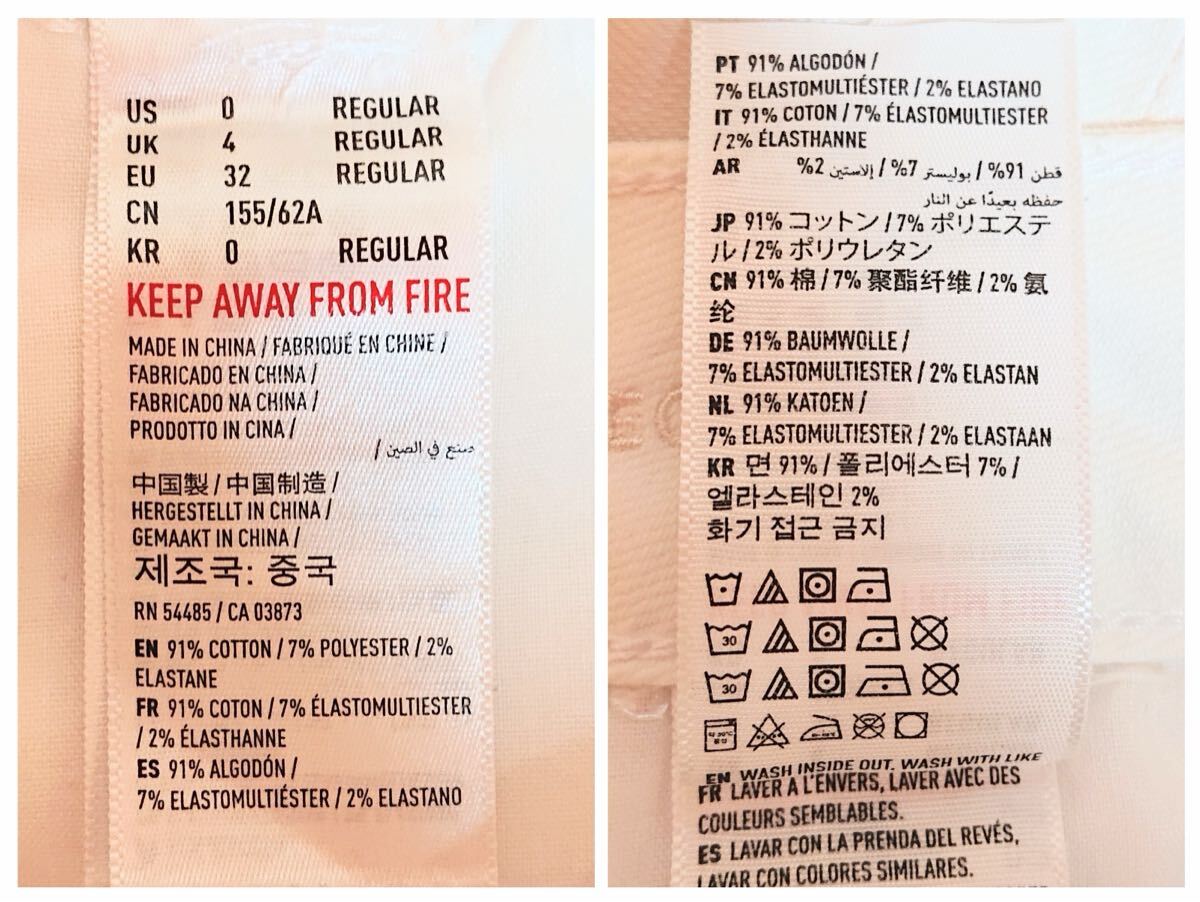 US 0 REGULAR
UK 4 REGULAR
EU 32 REGULAR
CN 155/62A
KR 0 REGULAR
KEEP AWAY FROM FIRE
MADE IN CHINA / FABRIQUÉ EN CHINE /
FABRICADO EN CHINA /
FABRICADO NA CHINA /
PRODOTTO IN CINA /
صنع في الصين /
中国製 / 中国制造 /
HERGESTELLT IN CHINA /
GEMAAKT IN CHINA /
제조국: 중국
RN 54485 / CA 03873
EN 91% COTTON / 7% POLYESTER / 2%
ELASTANE
FR 91% COTON / 7% ÉLASTOMULTIESTER
/ 2% ÉLASTHANNE
ES 91% ALGODÓN /
7% ELASTOMULTIÉSTER / 2% ELASTANO
PT 91% ALGODÓN /
7% ELASTOMULTIÉSTER / 2% ELASTANO
IT 91% COTON / 7% ÉLASTOMULTIESTER
/ 2% ÉLASTHANNE
AR قطن 91% / بوليستر 7% / إلاستين 2%
حفظه بعيدًا عن النار
JP 91% コットン / 7% ポリエステ
ル / 2% ポリウレタン
CN 91% 棉 / 7% 聚酯纤维 / 2% 氨
纶
DE 91% BAUMWOLLE /
7% ELASTOMULTIESTER / 2% ELASTAN
NL 91% KATOEN /
7% ELASTOMULTIESTER / 2% ELASTAAN
KR 면 91% / 폴리에스터 7% /
엘라스테인 2%
화기 접근 금지
30
30
EN WASH INSIDE OUT. WASH WITH LIKE
FR LAVER A L'ENVERS, LAVER AVEC DES
COULEURS SEMBLABLES.
ES LAVAR CON LA PRENDA DEL REVÉS,
LAVAR CON COLORES SIMILARES.